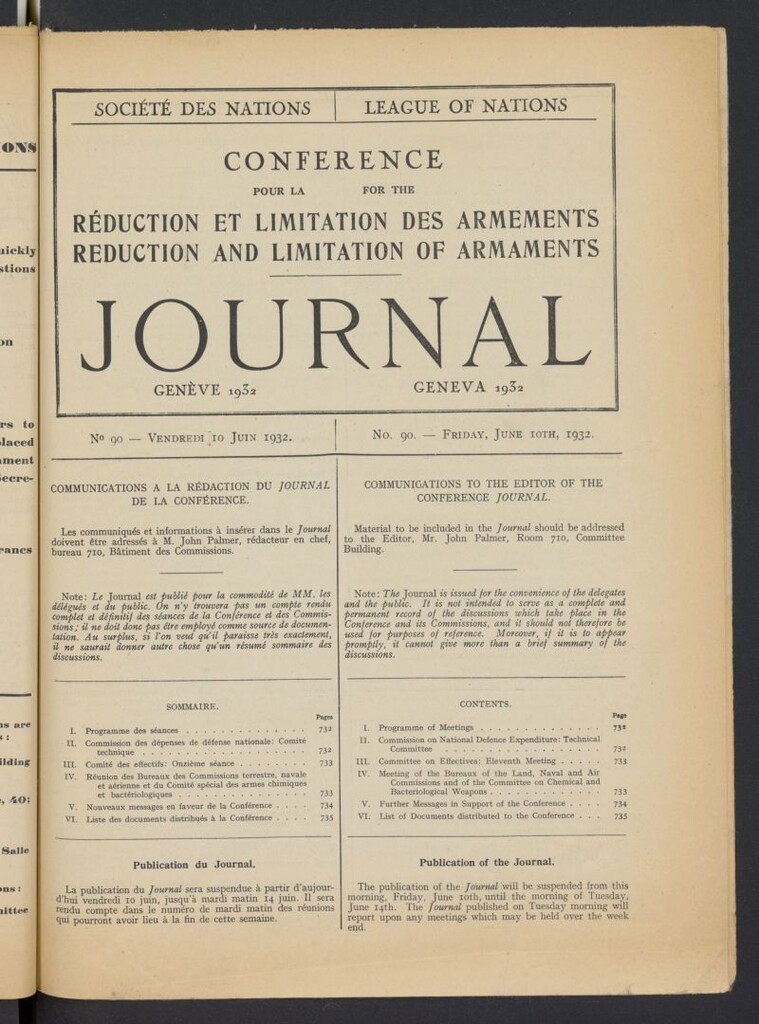 SOCIÉTÉ DES NATIONS
LEAGUE OF NATIONS
CONFERENCE
POUR LA FOR THE
RÉDUCTION ET LIMITATION DES ARMEMENTS
REDUCTION AND LIMITATION OF ARMAMENTS
JOURNAL
GENÈVE 1932
GENEVA 1932
Nº 90 — VENDREDI 10 JUIN 1932.
No. 90. — FRIDAY, JUNE 10TH, 1932.
COMMUNICATIONS A LA RÉDACTION DU JOURNAL
DE LA CONFÉRENCE.
Les communiqués et informations à insérer dans le Journal
doivent être adressés à M. John Palmer, rédacteur en chef,
bureau 710, Bâtiment des Commissions.
Note: Le Journal est publié pour la commodité de MM. les
délégués et du public. On n'y trouvera pas un compte rendu
complet et définitif des séances de la Conférence et des Commis-
sions; il ne doit donc pas être employé comme source de documen-
tation. Au surplus, si l'on veut qu'il paraisse très exactement,
il ne saurait donner autre chose qu'un résumé sommaire des
discussions.
SOMMAIRE.
Pages
I. Programme des séances . . . . . . . . . . . . . . 732
II. Commission des dépenses de défense nationale: Comité
technique . . . . . . . . . . . . . . . . . . . . 732
III. Comité des effectifs: Onzième séance . . . . . . . . 733
IV. Réunion des Bureaux des Commissions terrestre, navale
et aérienne et du Comité spécial des armes chimiques
et bactériologiques . . . . . . . . . . . . . . . 733
V. Nouveaux messages en faveur de la Conférence . . . . 734
VI. Liste des documents distribués à la Conférence . . . . 735
Publication du Journal.
La publication du Journal sera suspendue à partir d'aujour-
d'hui vendredi 10 juin, jusqu'à mardi matin 14 juin. Il sera
rendu compte dans le numéro de mardi matin des réunions
qui pourront avoir lieu à la fin de cette semaine.
COMMUNICATIONS TO THE EDITOR OF THE
CONFERENCE JOURNAL.
Material to be included in the Journal should be addressed
to the Editor, Mr. John Palmer, Room 710, Committee
Building.
Note: The Journal is issued for the convenience of the delegates
and the public. It is not intended to serve as a complete and
permanent record of the discussions which take place in the
Conference and its Commissions, and it should not therefore be
used for purposes of reference. Moreover, if it is to appear
promptly, it cannot give more than a brief summary of the
discussions.
CONTENTS.
Page
I. Programme of Meetings . . . . . . . . . . . . . . 732
II. Commission on National Defence Expenditure: Technical
Committee . . . . . . . . . . . . . . . . . . . 732
III. Committee on Effectives: Eleventh Meeting . . . . . 733
IV. Meeting of the Bureaux of the Land, Naval and Air
Commissions and of the Committee on Chemical and
Bacteriological Weapons . . . . . . . . . . . . . 733
V. Further Messages in Support of the Conference . . . . 734
VI. List of Documents distributed to the Conference . . . 735
Publication of the Journal.
The publication of the Journal will be suspended from this
morning, Friday, June 10th, until the morning of Tuesday,
June 14th. The Journal published on Tuesday morning will
report upon any meetings which may be held over the week
end.